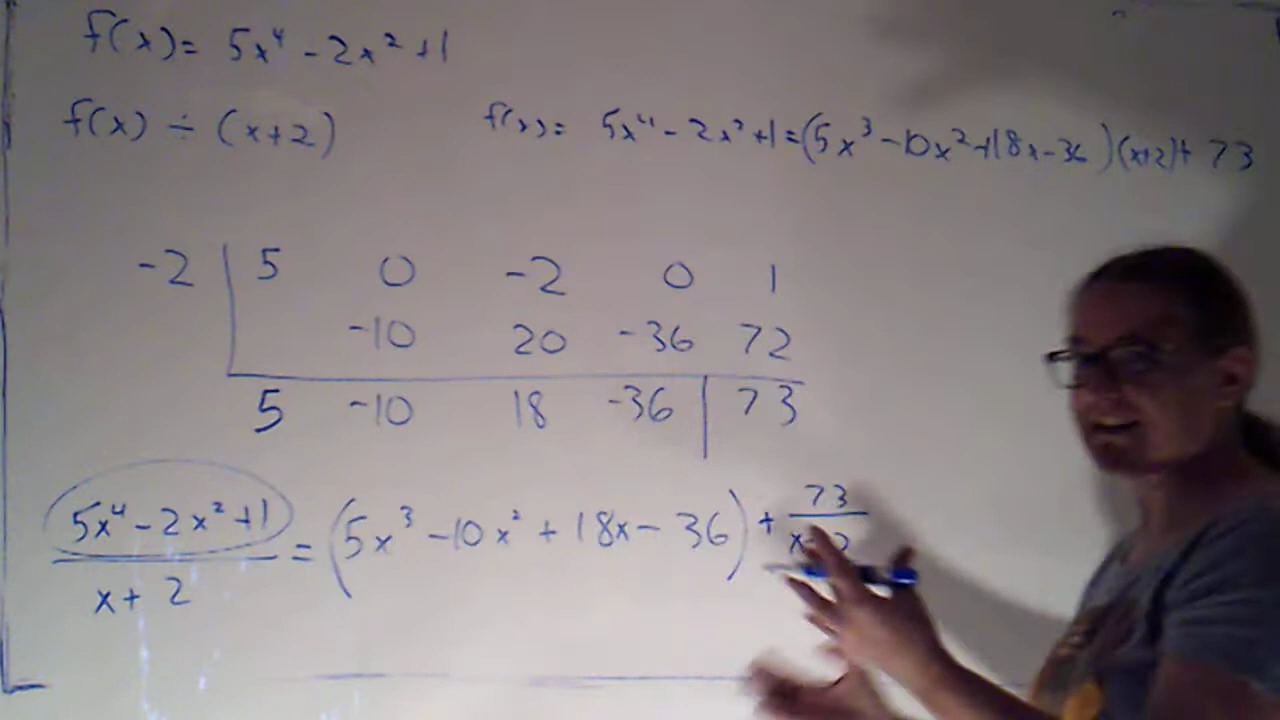 f(x) = 5x⁴ - 2x² + 1
f(x) ÷ (x+2)
f(x) = 5x⁴ - 2x² + 1 = (5x³ - 10x² + 18x - 36)(x+2) + 73
-2 | 5 0 -2 0 1
-10 20 -36 72
5 -10 18 -36 | 73
5x⁴ - 2x² + 1 / x + 2 = (5x³ - 10x² + 18x - 36) + 73 /